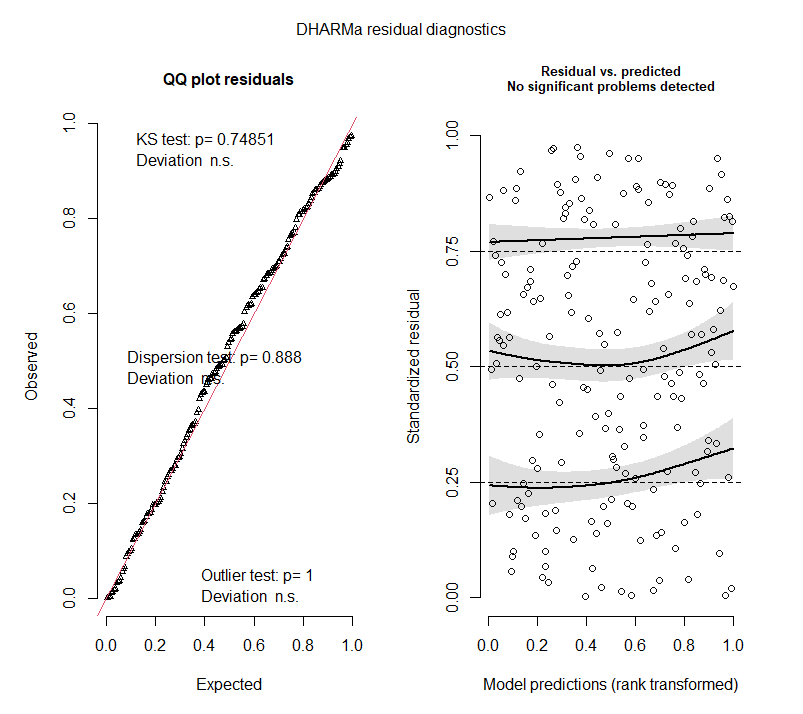 DHARMa residual diagnostics
QQ plot residuals
KS test: p= 0.74851
Deviation n.s.
Dispersion test: p= 0.888
Deviation n.s.
Outlier test: p= 1
Deviation n.s.
Observed
0.0 0.2 0.4 0.6 0.8 1.0
0.0 0.2 0.4 0.6 0.8 1.0
Expected
Residual vs. predicted
No significant problems detected
Standardized residual
0.00 0.25 0.50 0.75 1.00
0.0 0.2 0.4 0.6 0.8 1.0
Model predictions (rank transformed)